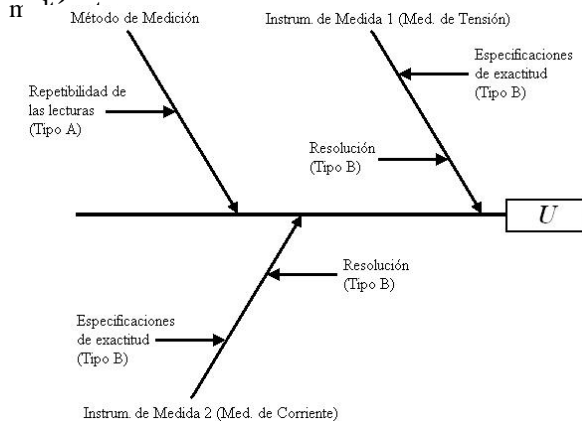 Método de Medición
Instrum. de Medida 1 (Med. de Tensión)
Especificaciones
de exactitud
(Tipo B)
Repetibilidad de
las lecturas
(Tipo A)
Resolución
(Tipo B)
U
Resolución
(Tipo B)
Especificaciones
de exactitud
(Tipo B)
Instrum. de Medida 2 (Med. de Corriente)